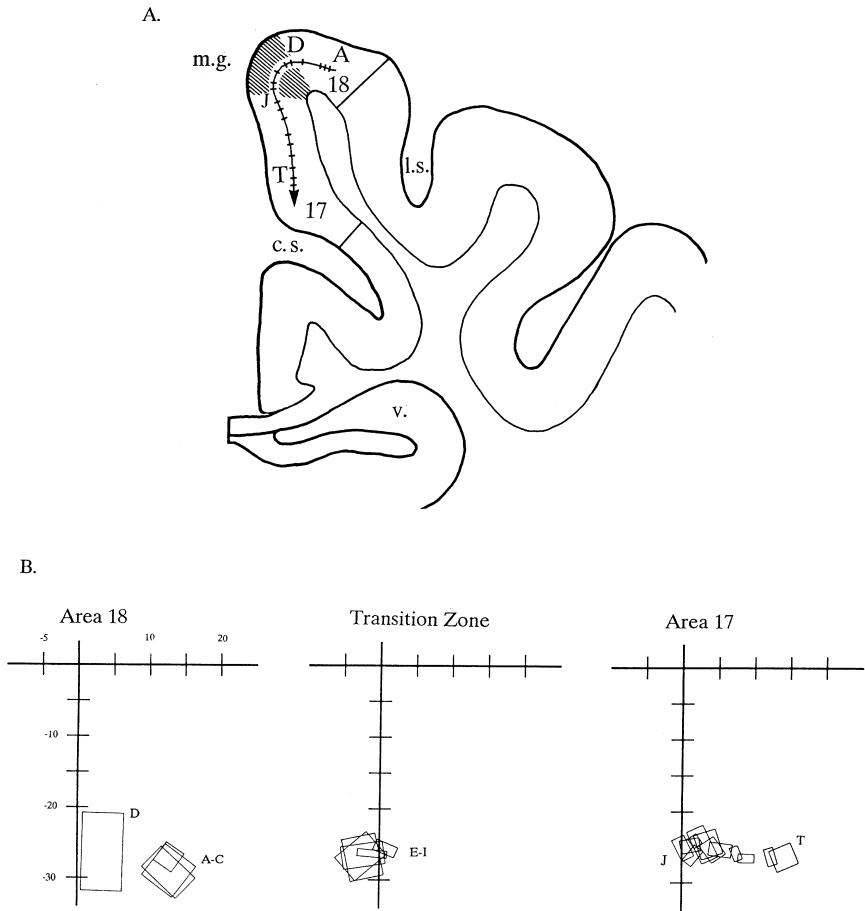 A.
m.g.
D
A
18
J
l.s.
T
17
c.s.
v.
B.
Area 18
Transition Zone
Area 17
-5
10
20
-10
-20
-30
D
A-C
E-I
J
T